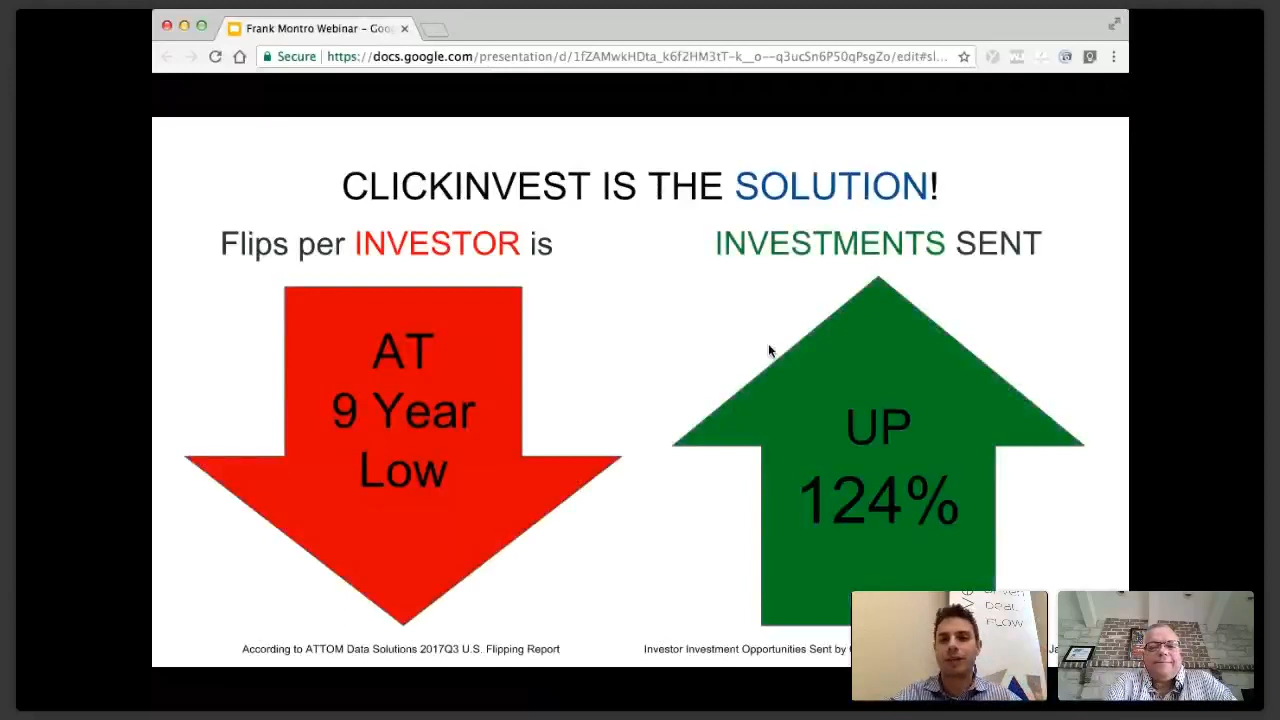 Frank Montro Webinar - Goo
Secure https://docs.google.com/presentation/d/1fZAMwkHDta_k6f2HM3tT-k__o--q3ucSn6P50qPsgZo/edit#sl...
CLICKINVEST IS THE SOLUTION!
Flips per INVESTOR is
INVESTMENTS SENT
AT
9 Year
Low
UP
124%
DEAL
FLOW
According to ATTOM Data Solutions 2017Q3 U.S. Flipping Report
Investor Investment Opportunities Sent by